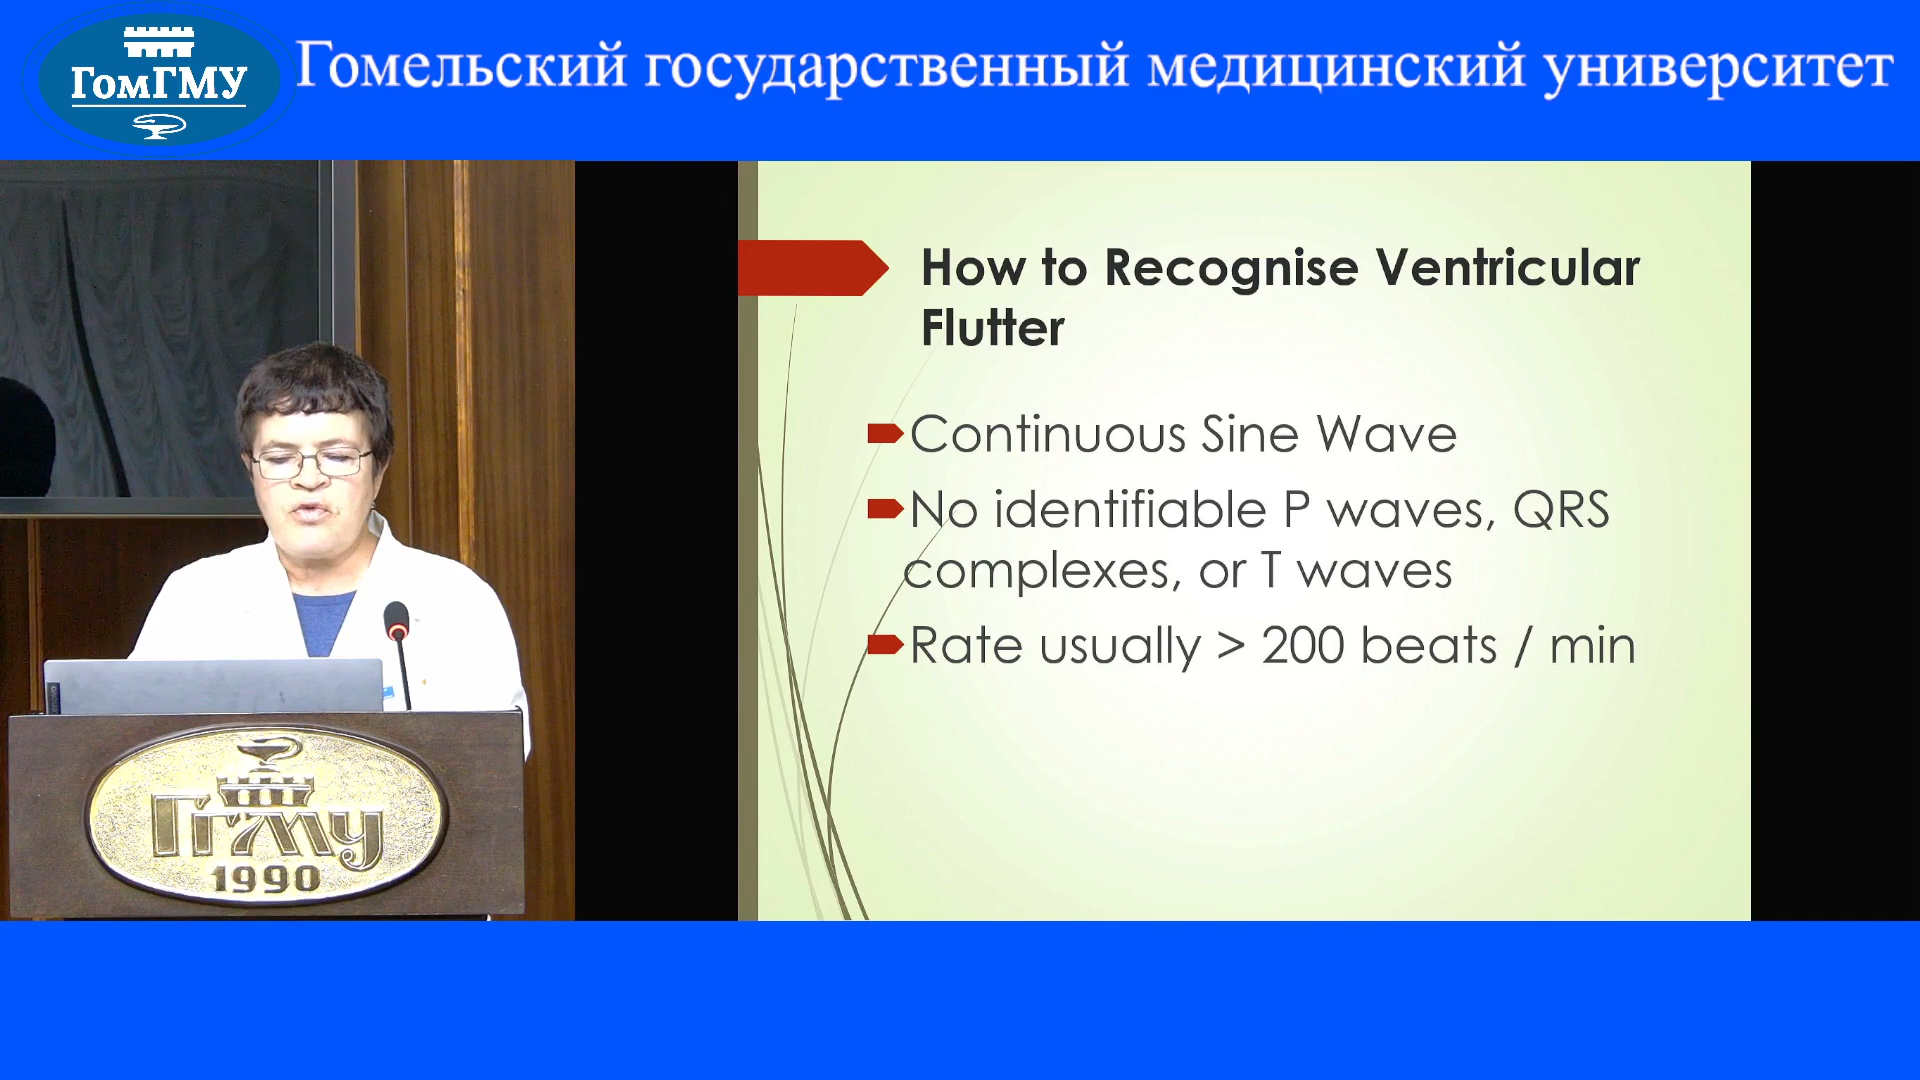 ГомГМУ
Гомельский государственный медицинский университет
How to Recognise Ventricular
Flutter
Continuous Sine Wave
No identifiable P waves, QRS
complexes, or T waves
Rate usually > 200 beats / min
Lenovo
ГГМУ
1990